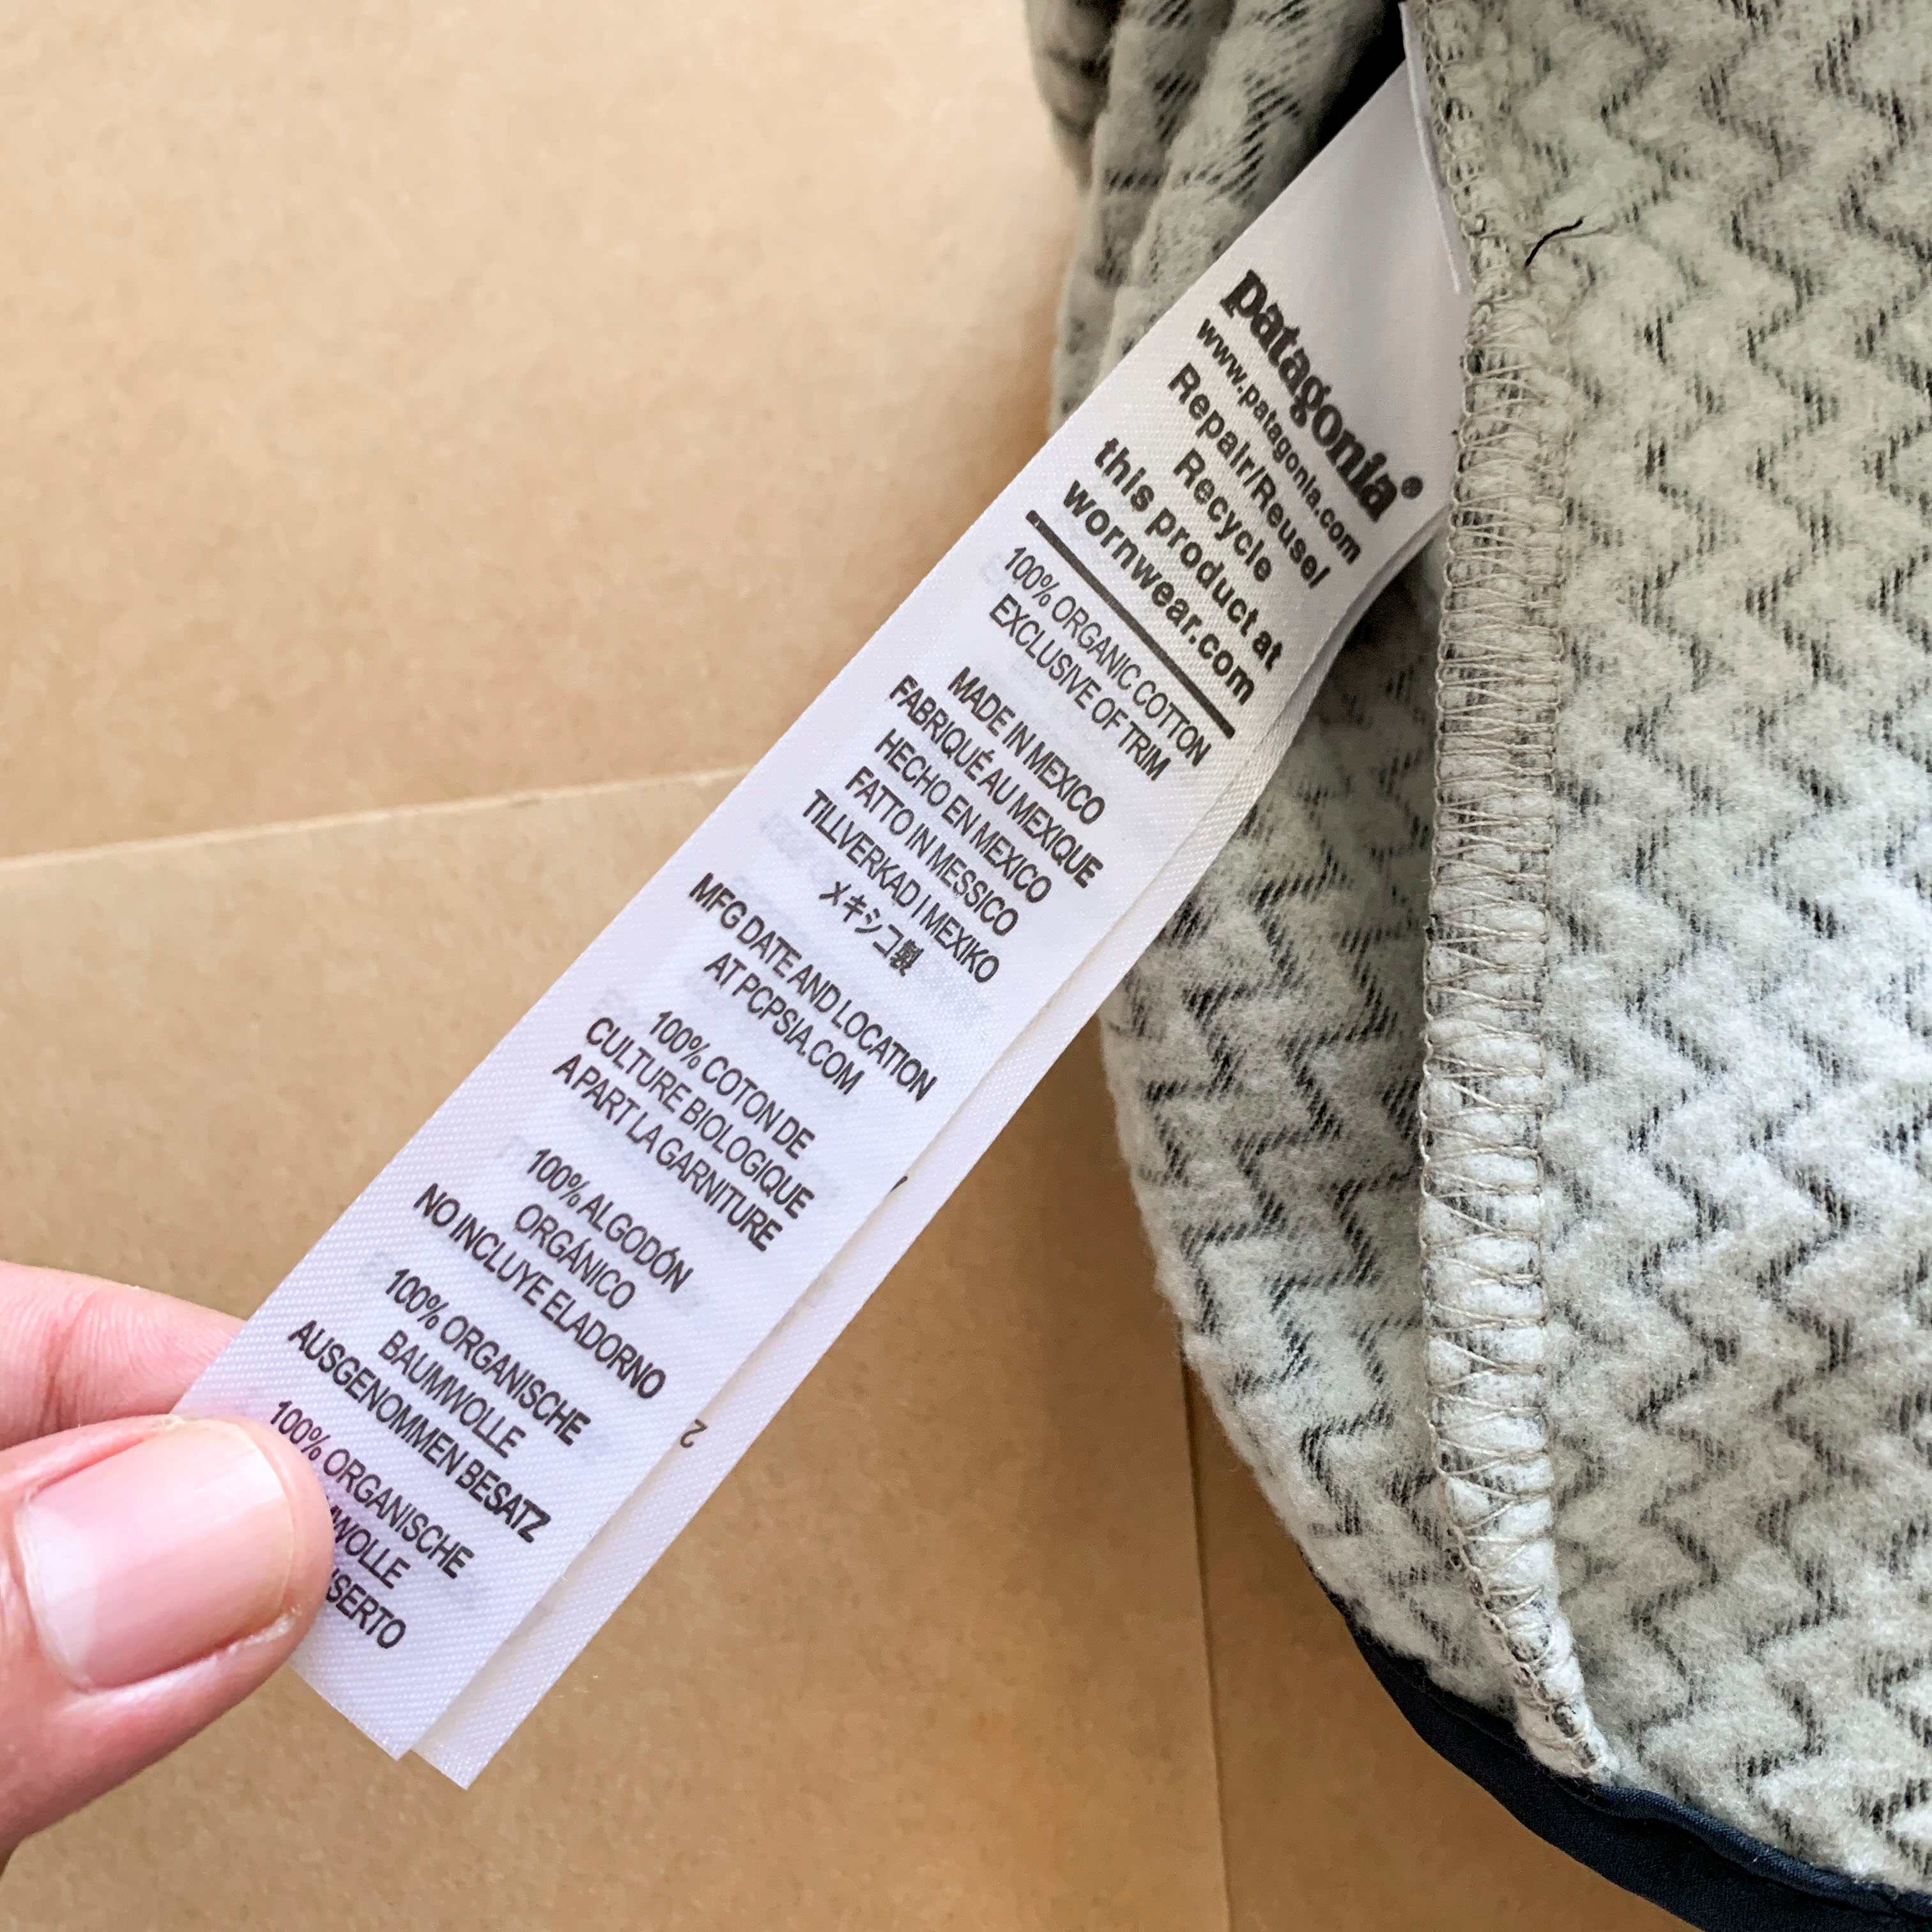 patagonia®
www.patagonia.com
Repair/Reuse/
Recycle
this product at
wornwear.com
100% ORGANIC COTTON
EXCLUSIVE OF TRIM
MADE IN MEXICO
FABRIQUÉ AU MEXIQUE
HECHO EN MEXICO
FATTO IN MESSICO
TILLVERKAD I MEXIKO
メキシコ製
MFG DATE AND LOCATION
AT PCPSIA.COM
100% COTON DE
CULTURE BIOLOGIQUE
A PART LA GARNITURE
100% ALGODÓN
ORGÁNICO
NO INCLUYE EL ADORNO
100% ORGANISCHE
BAUMWOLLE
AUSGENOMMEN BESATZ
100% ORGANISCHE
2